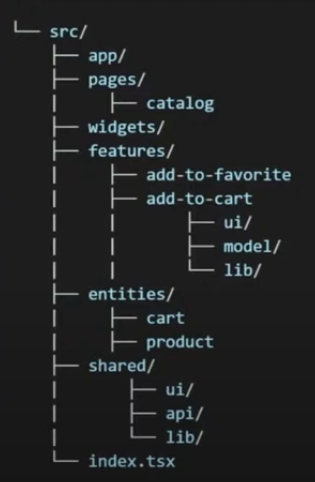 └── src/
├── app/
├── pages/
│   ├── catalog
├── widgets/
├── features/
│   ├── add-to-favorite
│   ├── add-to-cart
│   │   ├── ui/
│   │   ├── model/
│   │   └── lib/
├── entities/
│   ├── cart
│   ├── product
├── shared/
│   ├── ui/
│   ├── api/
│   └── lib/
└── index.tsx